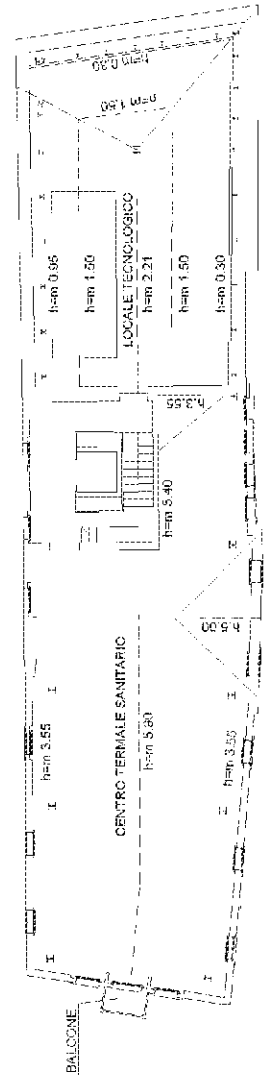 h=m 0.30
h=m 1.50
h=m 0.95
h=m 1.50
LOCALE TECNOLOGICO
h=m 2.21
h=m 1.50
h=m 0.30
h.3.55
h=m 5.40
h.5.00
CENTRO TERMALE SANITARIO
h=m 5.90
h=m 3.55
h=m 3.55
BALCONE